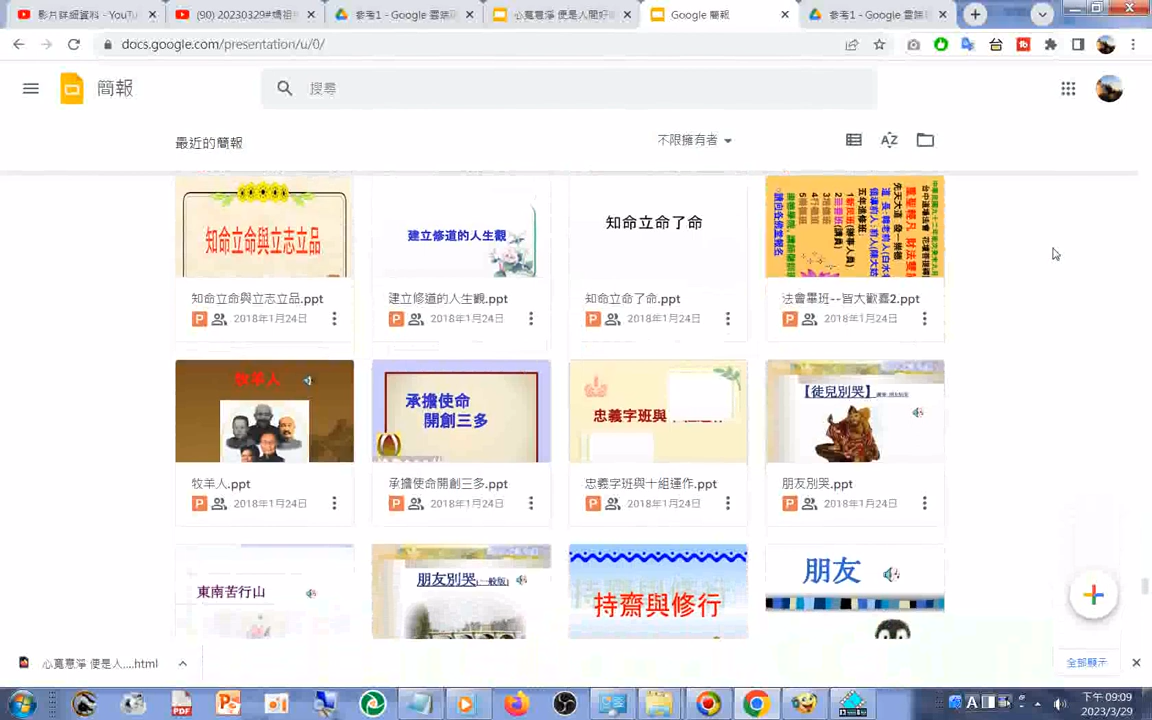 影片詳細資料 - YouTu
(90) 20230329#媽祖
參考1 - Google 雲端
心寬意淨 便是人間好
Google 簡報
參考1 - Google 雲端
docs.google.com/presentation/u/0/
簡報
搜尋
最近的簡報
不限擁有者
AZ
知命立命與立志立品
建立修道的人生觀
知命立命了命
知命立命與立志立品.ppt
建立修道的人生觀.ppt
知命立命了命.ppt
法會畢班--皆大歡喜2.ppt
P 2018年1月24日
P 2018年1月24日
P 2018年1月24日
P 2018年1月24日
牧羊人
承擔使命
開創三多
忠義字班與
【徒兒別哭】
牧羊人.ppt
承擔使命開創三多.ppt
忠義字班與十組運作.ppt
朋友別哭.ppt
P 2018年1月24日
P 2018年1月24日
P 2018年1月24日
P 2018年1月24日
東南苦行山
朋友別哭(一般版)
持齋與修行
朋友
心寬意淨 便是人....html
全部顯示
PDF
A
下午 09:09
2023/3/29